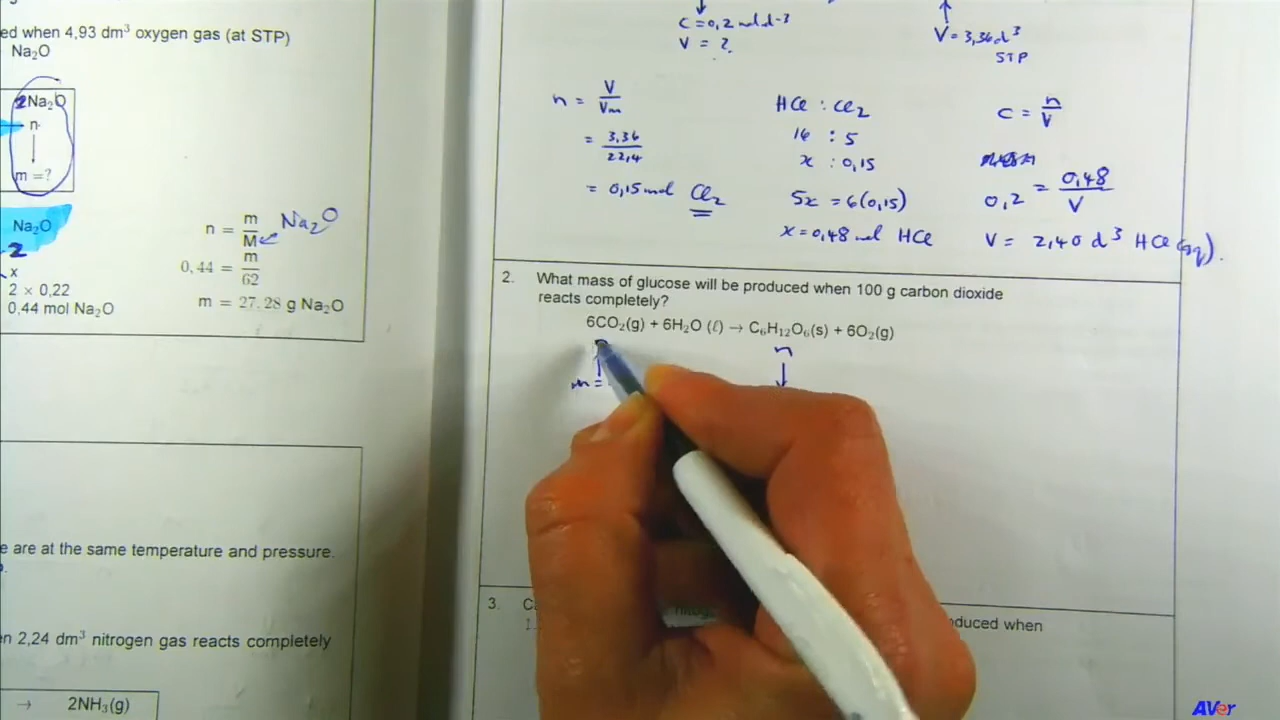 ed when 4,93 dm³ oxygen gas (at STP)
Na₂O
2Na₂O
n
m = ?
Na₂O
2
x
2 × 0,22
0,44 mol Na₂O
n = m/M Na₂O
0,44 = m/62
m = 27.28 g Na₂O
e are at the same temperature and pressure.
n 2,24 dm³ nitrogen gas reacts completely
→ 2NH₃(g)
c = 0,2 mol d-3
V = ?
V = 3,36 d³
STP
n = V/Vm
= 3,36/22,4
= 0,15 mol Cl₂
HCl : Cl₂
16 : 5
x : 0,15
5x = 6(0,15)
x = 0,48 mol HCl
c = n/V
0,2 = 0,48/V
V = 2,40 d³ HCl (aq).
2. What mass of glucose will be produced when 100 g carbon dioxide
reacts completely?
6CO₂(g) + 6H₂O (ℓ) → C₆H₁₂O₆(s) + 6O₂(g)
n
m =
3. C
oduced when
AVer